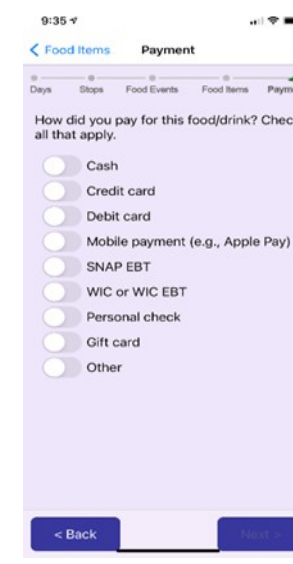 9:35
< Food Items Payment
Days Stops Food Events Food Items Paym
How did you pay for this food/drink? Chec
all that apply.
Cash
Credit card
Debit card
Mobile payment (e.g., Apple Pay)
SNAP EBT
WIC or WIC EBT
Personal check
Gift card
Other
< Back Next >